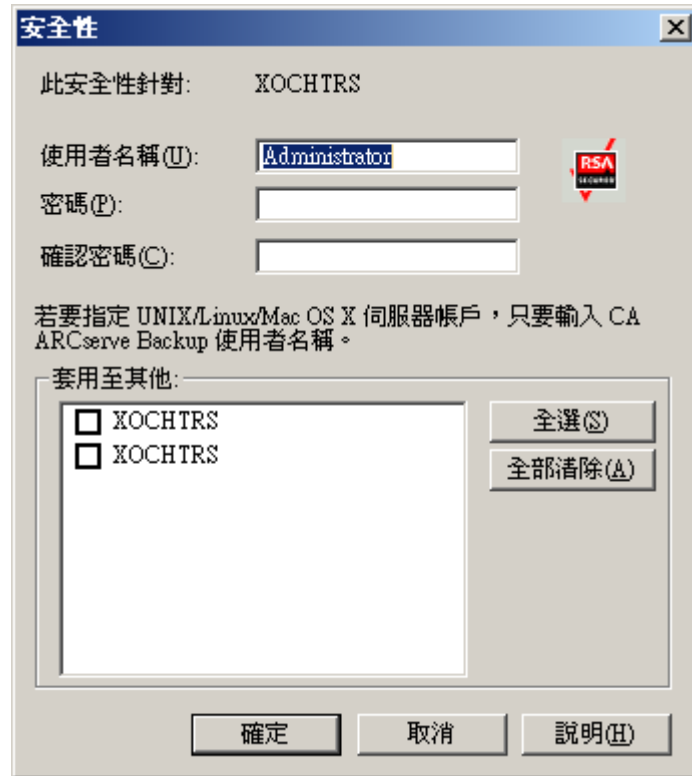 安全性
此安全性針對: XOCHTRS
使用者名稱(U): Administrator
密碼(P):
確認密碼(C):
RSA
SECURED
若要指定 UNIX/Linux/Mac OS X 伺服器帳戶，只要輸入 CA
ARCserve Backup 使用者名稱。
套用至其他:
XOCHTRS
XOCHTRS
全選(S)
全部清除(A)
確定 取消 說明(H)